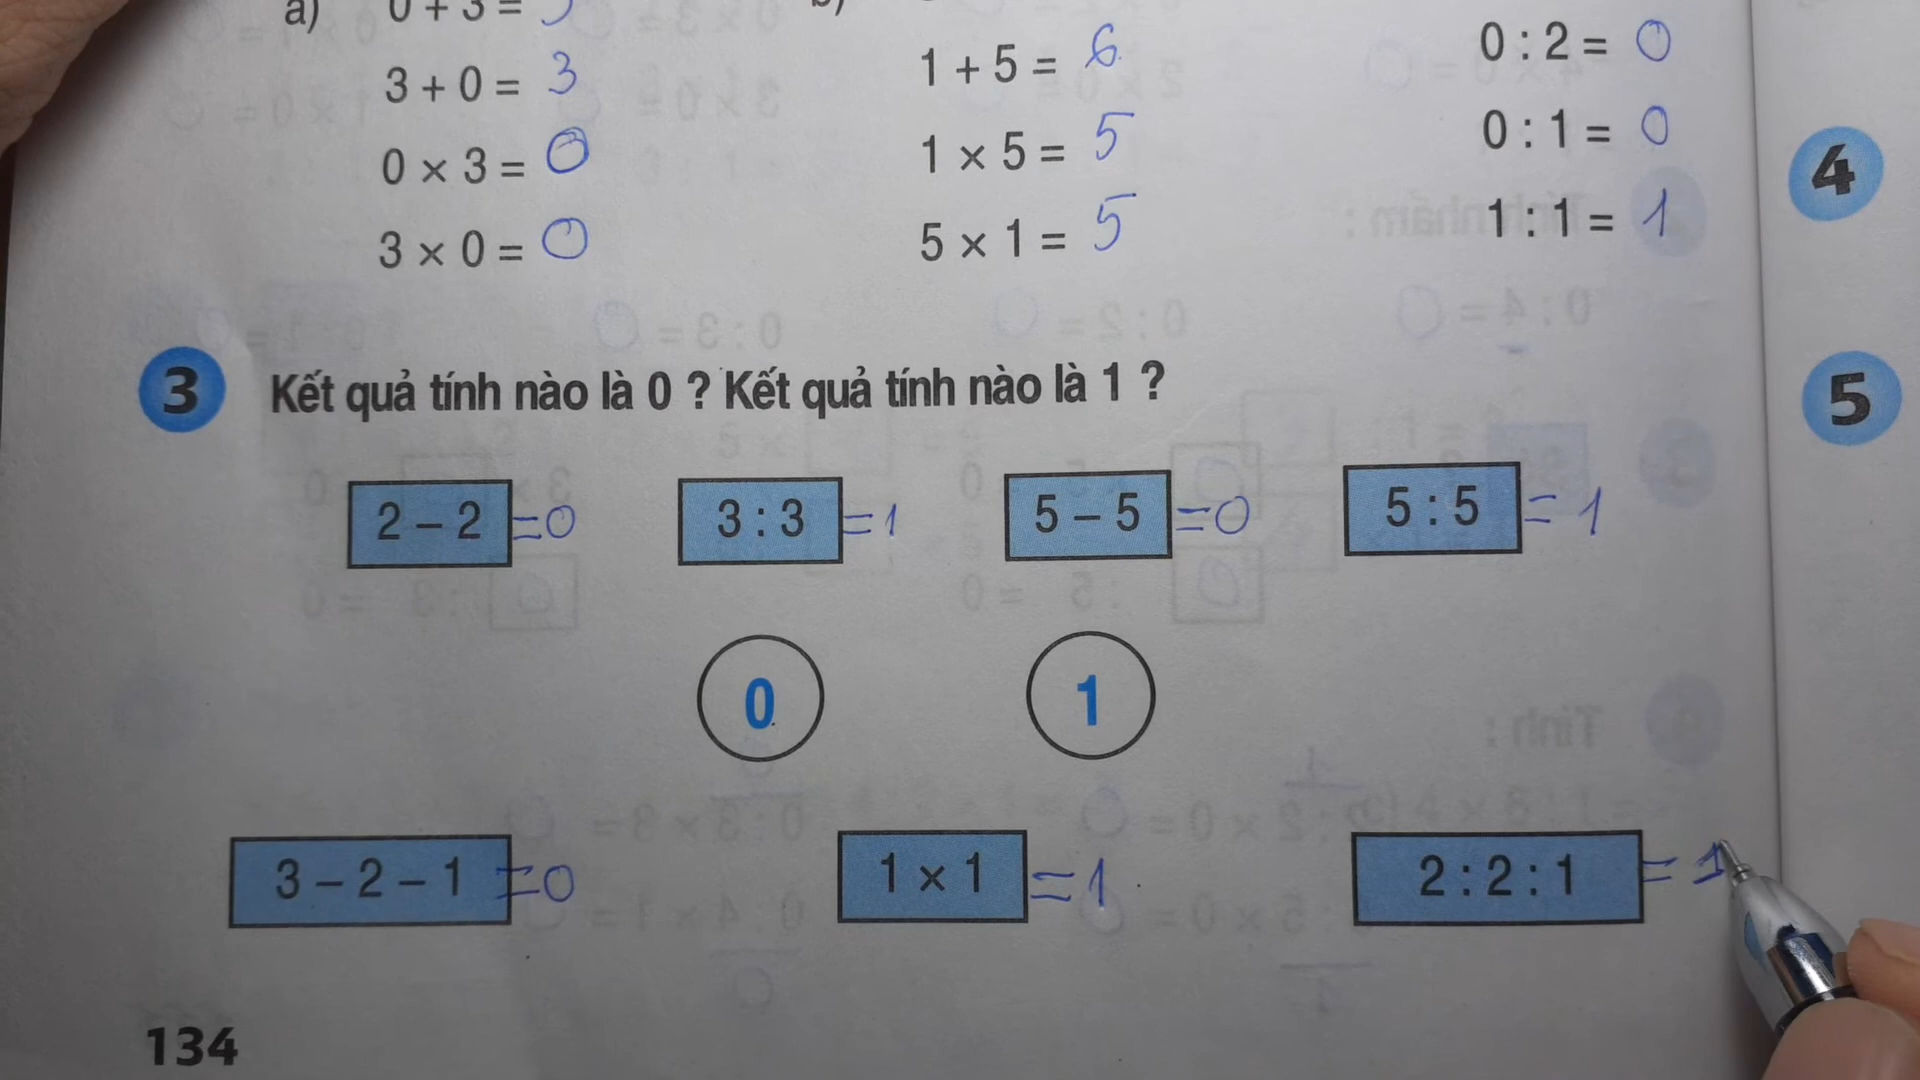 a) 0 + 3 = 3
3 + 0 = 3
0 × 3 = 0
3 × 0 = 0
1 + 5 = 6
1 × 5 = 5
5 × 1 = 5
0 : 2 = 0
0 : 1 = 0
1 : 1 = 1
3 Kết quả tính nào là 0 ? Kết quả tính nào là 1 ?
2 – 2 =0
3 : 3 =1
5 – 5 =0
5 : 5 = 1
0
1
3 – 2 – 1 =0
1 × 1 =1
2 : 2 : 1 = 1
134
4
5